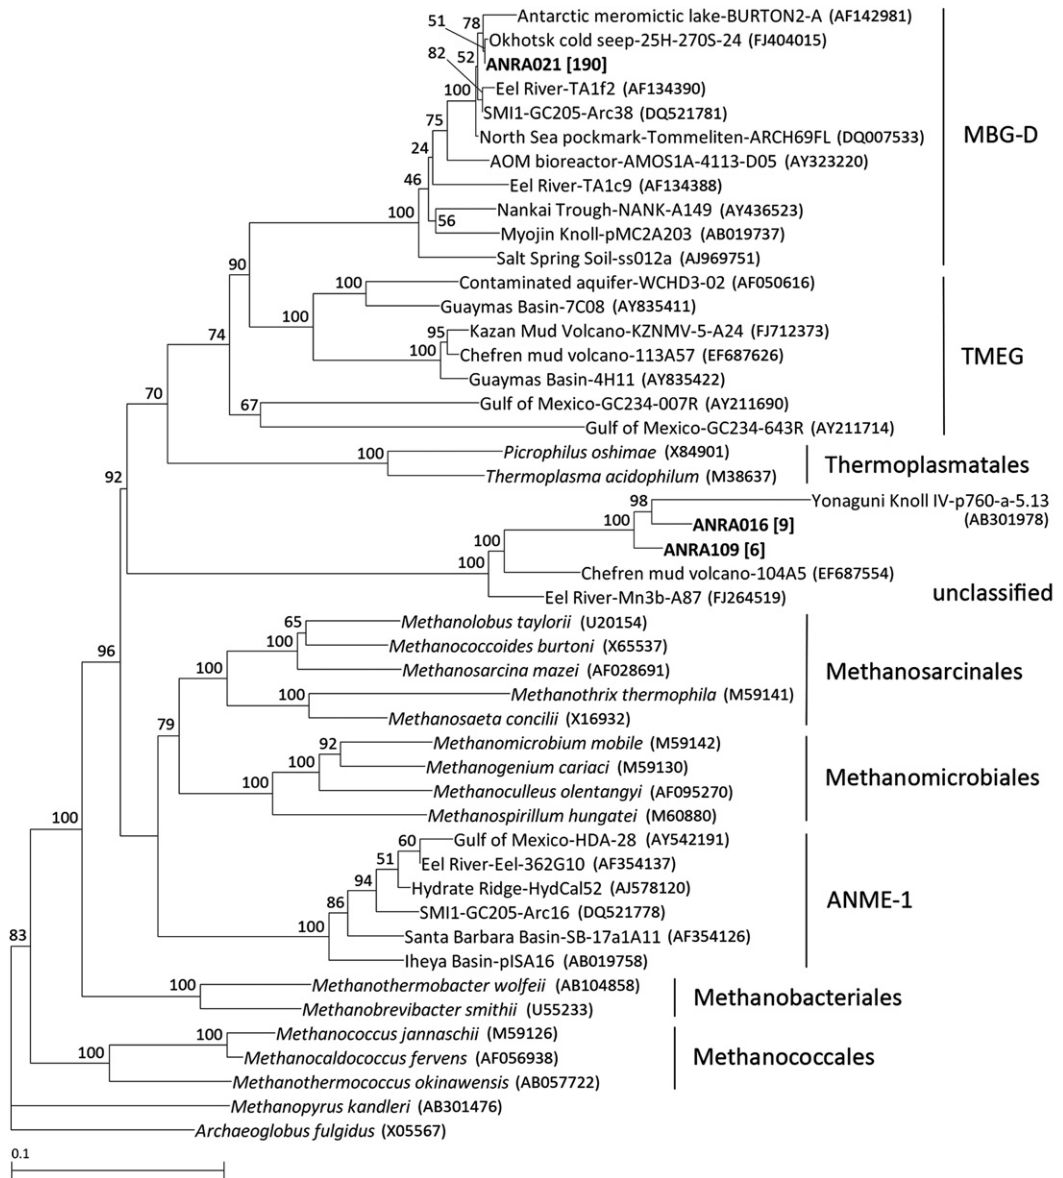 78
Antarctic meromictic lake-BURTON2-A (AF142981)
51
Okhotsk cold seep-25H-270S-24 (FJ404015)
82
52
ANRA021 [190]
100
Eel River-TA1f2 (AF134390)
SMI1-GC205-Arc38 (DQ521781)
75
North Sea pockmark-Tommeliten-ARCH69FL (DQ007533)
MBG-D
24
AOM bioreactor-AMOS1A-4113-D05 (AY323220)
46
Eel River-TA1c9 (AF134388)
100
Nankai Trough-NANK-A149 (AY436523)
56
Myojin Knoll-pMC2A203 (AB019737)
Salt Spring Soil-ss012a (AJ969751)
90
100
Contaminated aquifer-WCHD3-02 (AF050616)
Guaymas Basin-7C08 (AY835411)
100
95
Kazan Mud Volcano-KZNMV-5-A24 (FJ712373)
74
100
Chefren mud volcano-113A57 (EF687626)
TMEG
Guaymas Basin-4H11 (AY835422)
70
67
Gulf of Mexico-GC234-007R (AY211690)
Gulf of Mexico-GC234-643R (AY211714)
100
Picrophilus oshimae (X84901)
Thermoplasmatales
Thermoplasma acidophilum (M38637)
92
98
Yonaguni Knoll IV-p760-a-5.13
(AB301978)
100
ANRA016 [9]
100
ANRA109 [6]
100
Chefren mud volcano-104A5 (EF687554)
unclassified
Eel River-Mn3b-A87 (FJ264519)
65
Methanolobus taylorii (U20154)
100
Methanococcoides burtoni (X65537)
96
100
Methanosarcina mazei (AF028691)
Methanosarcinales
100
Methanothrix thermophila (M59141)
Methanosaeta concilii (X16932)
79
92
Methanomicrobium mobile (M59142)
100
Methanogenium cariaci (M59130)
Methanomicrobiales
100
Methanoculleus olentangyi (AF095270)
Methanospirillum hungatei (M60880)
100
60
Gulf of Mexico-HDA-28 (AY542191)
51
Eel River-Eel-362G10 (AF354137)
94
Hydrate Ridge-HydCal52 (AJ578120)
ANME-1
86
SMI1-GC205-Arc16 (DQ521778)
100
Santa Barbara Basin-SB-17a1A11 (AF354126)
83
Iheya Basin-pISA16 (AB019758)
100
Methanothermobacter wolfeii (AB104858)
Methanobacteriales
Methanobrevibacter smithii (U55233)
100
Methanococcus jannaschii (M59126)
100
Methanocaldococcus fervens (AF056938)
Methanococcales
Methanothermococcus okinawensis (AB057722)
Methanopyrus kandleri (AB301476)
Archaeoglobus fulgidus (X05567)
0.1